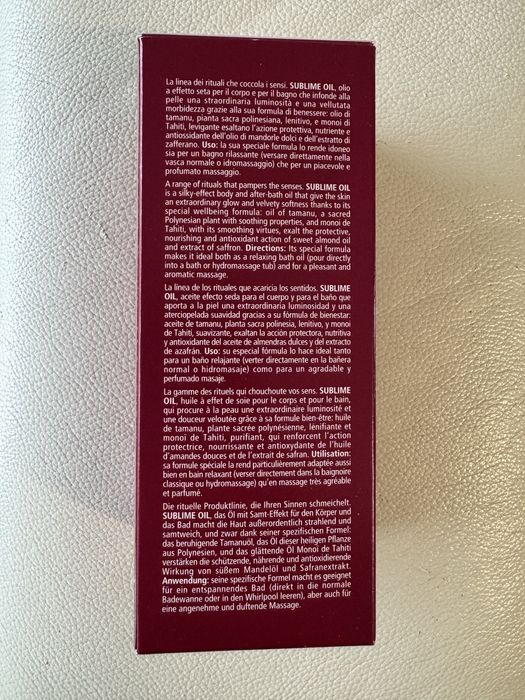 La linea dei rituali che coccola i sensi. SUBLIME OIL, olio
a effetto seta per il corpo e per il bagno che infonde alla
pelle una straordinaria luminosità e una vellutata
morbidezza grazie alla sua formula di benessere: olio di
tamanu, pianta sacra polinesiana, lenitivo, e monoi di
Tahiti, levigante esaltano l'azione protettiva, nutriente e
antiossidante dell'olio di mandorle dolci e dell'estratto di
zafferano. Uso: la sua speciale formula lo rende idoneo
sia per un bagno rilassante (versare direttamente nella
vasca normale o idromassaggio) che per un piacevole e
profumato massaggio.
A range of rituals that pampers the senses. SUBLIME OIL
is a silky-effect body and after-bath oil that give the skin
an extraordinary glow and velvety softness thanks to its
special wellbeing formula: oil of tamanu, a sacred
Polynesian plant with soothing properties, and monoi de
Tahiti, with its smoothing virtues, exalt the protective,
nourishing and antioxidant action of sweet almond oil
and extract of saffron. Directions: Its special formula
makes it ideal both as a relaxing bath oil (pour directly
into a bath or hydromassage tub) and for a pleasant and
aromatic massage.
La línea de los rituales que acaricia los sentidos. SUBLIME
OIL, aceite efecto seda para el cuerpo y para el baño que
aporta a la piel una extraordinaria luminosidad y una
aterciopelada suavidad gracias a su fórmula de bienestar:
aceite de tamanu, planta sacra polinesia, lenitivo, y monoi
de Tahiti, suavizante, exaltan la acción protectora, nutritiva
y antioxidante del aceite de almendras dulces y del extracto
de azafrán. Uso: su especial fórmula lo hace ideal tanto
para un baño relajante (verter directamente en la bañera
normal o hidromasaje) como para un agradable y
perfumado masaje.
La gamme des rituels qui chouchoute vos sens. SUBLIME
OIL, huile à effet de soie pour le corps et pour le bain,
qui procure à la peau une extraordinaire luminosité et
une douceur veloutée grâce à sa formule bien-être: huile
de tamanu, plante sacrée polynésienne, lénifiante et
monoi de Tahiti, purifiant, qui renforcent l'action
protectrice, nourrissante et antioxydante de l'huile
d'amandes douces et de l'extrait de safran. Utilisation:
sa formule spéciale la rend particulièrement adaptée aussi
bien en bain relaxant (verser directement dans la baignoire
classique ou hydromassage) qu'en massage très agréable
et parfumé.
Die rituelle Produktlinie, die Ihren Sinnen schmeichelt.
SUBLIME OIL, das Öl mit Samt-Effekt für den Körper und
das Bad macht die Haut außerordentlich strahlend und
samtweich, und zwar dank seiner spezifischen Formel:
das beruhigende Tamanuöl, das Öl dieser heiligen Pflanze
aus Polynesien, und das glättende Öl Monoi de Tahiti
verstärken die schützende, nährende und antioxidierende
Wirkung von süßem Mandelöl und Safranextrakt.
Anwendung: seine spezifische Formel macht es geeignet
für ein entspannendes Bad (direkt in die normale
Badewanne oder in den Whirlpool leeren), aber auch für
eine angenehme und duftende Massage.